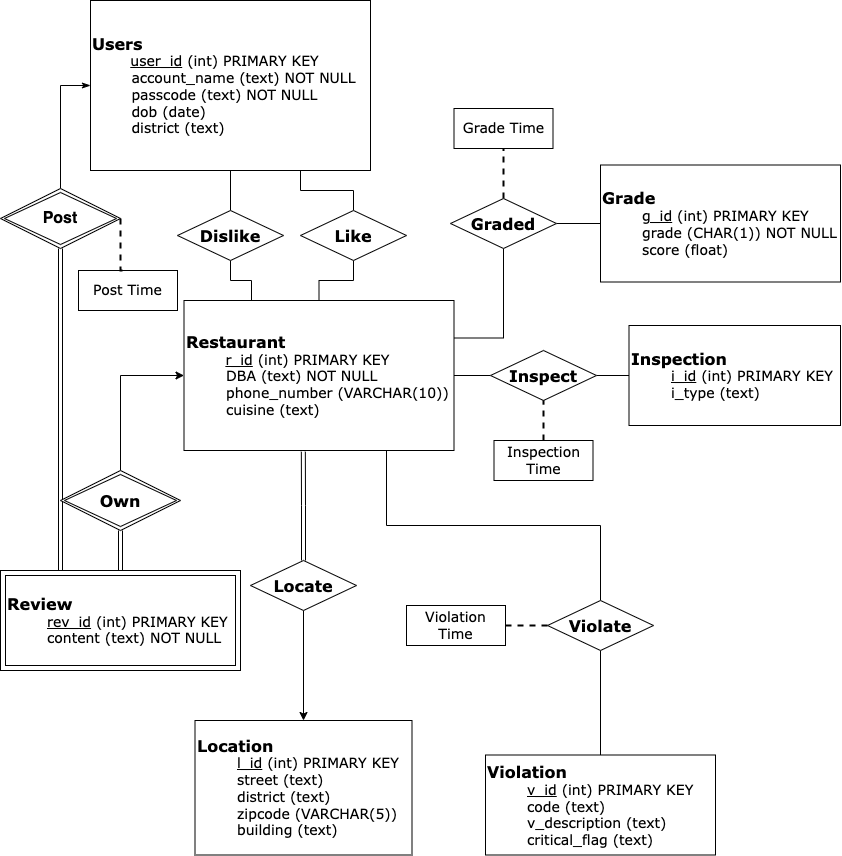 Users
user_id (int) PRIMARY KEY
account_name (text) NOT NULL
passcode (text) NOT NULL
dob (date)
district (text)
Post
Post Time
Dislike
Like
Grade Time
Graded
Grade
g_id (int) PRIMARY KEY
grade (CHAR(1)) NOT NULL
score (float)
Restaurant
r_id (int) PRIMARY KEY
DBA (text) NOT NULL
phone_number (VARCHAR(10))
cuisine (text)
Inspect
Inspection
Time
Inspection
i_id (int) PRIMARY KEY
i_type (text)
Own
Review
rev_id (int) PRIMARY KEY
content (text) NOT NULL
Locate
Violation
Time
Violate
Location
l_id (int) PRIMARY KEY
street (text)
district (text)
zipcode (VARCHAR(5))
building (text)
Violation
v_id (int) PRIMARY KEY
code (text)
v_description (text)
critical_flag (text)